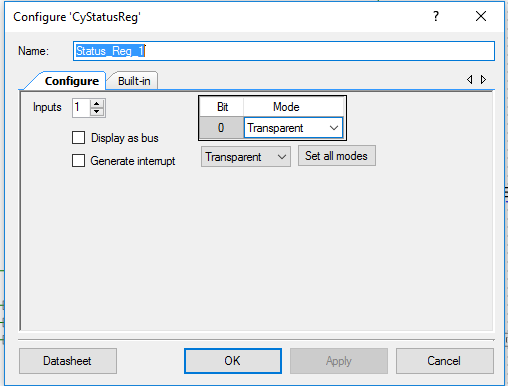 Configure 'CyStatusReg'
Name: Status_Reg_1
Configure Built-in
Inputs 1 Bit Mode
0 Transparent
Display as bus
Generate interrupt Transparent Set all modes
Datasheet OK Apply Cancel